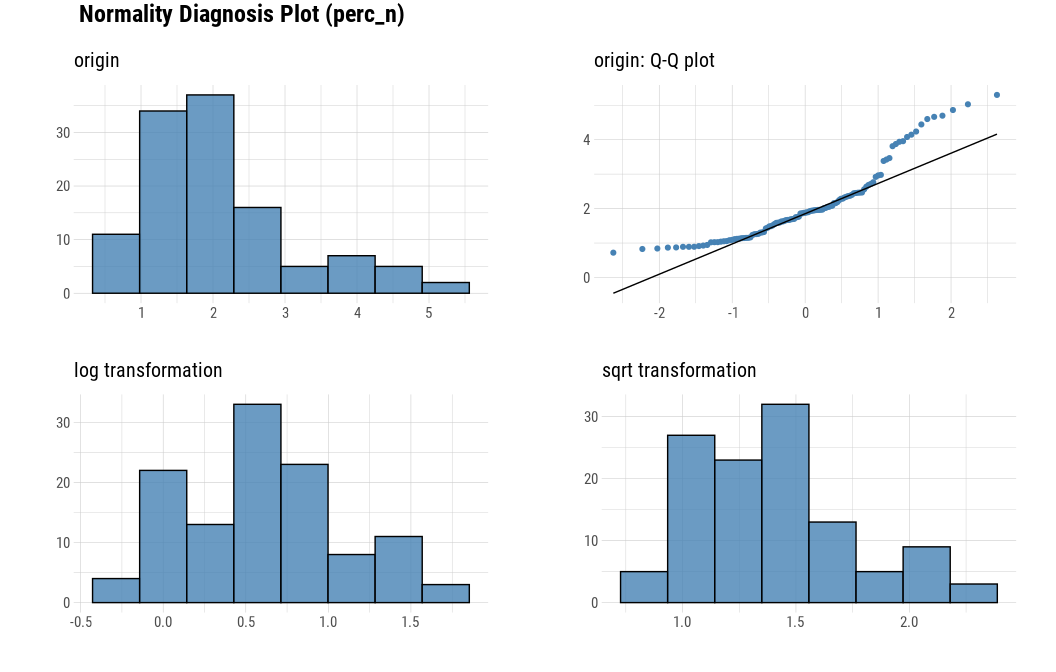 Normality Diagnosis Plot (perc_n)
origin
30
20
10
0
1 2 3 4 5
origin: Q-Q plot
4
2
0
-2 -1 0 1 2
log transformation
30
20
10
0
-0.5 0.0 0.5 1.0 1.5
sqrt transformation
30
20
10
0
1.0 1.5 2.0